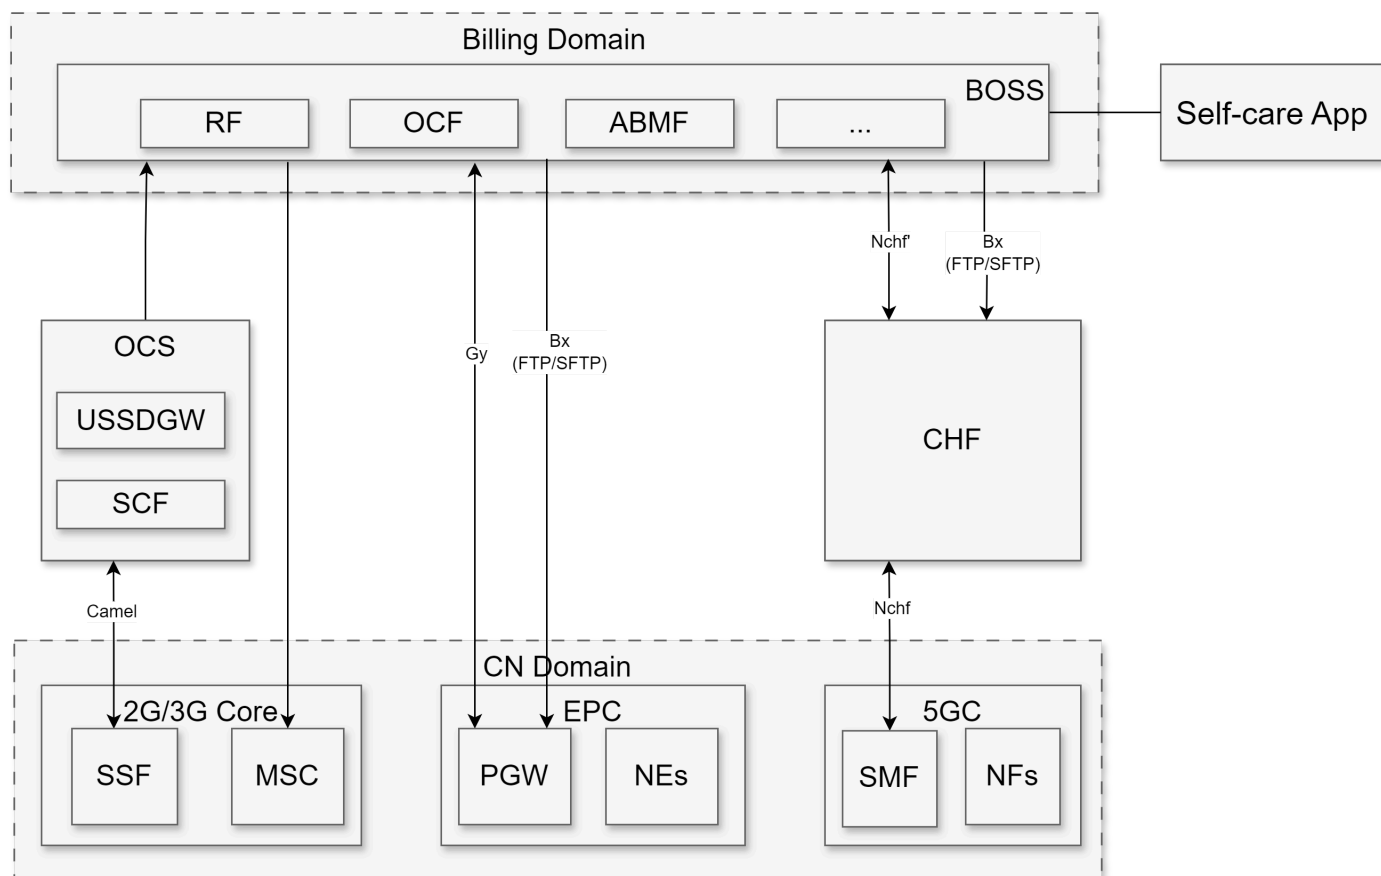 Billing Domain
BOSS
RF
OCF
ABMF
...
Self-care App
Nchf'
Bx
(FTP/SFTP)
OCS
USSDGW
SCF
Gy
Bx
(FTP/SFTP)
CHF
Camel
Nchf
CN Domain
2G/3G Core
EPC
5GC
SSF
MSC
PGW
NEs
SMF
NFs